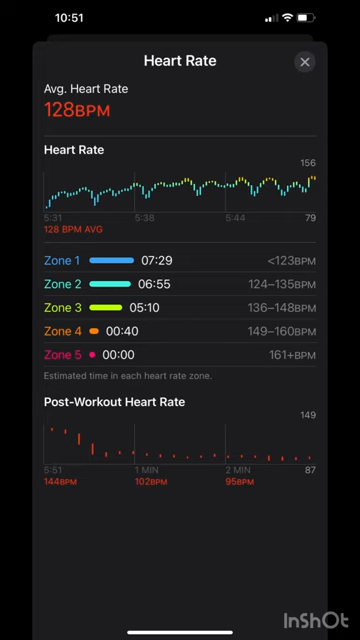 10:51
Heart Rate
Avg. Heart Rate
128BPM
Heart Rate
156
5:31 5:38 5:44 79
128 BPM AVG
Zone 1 07:29 <123BPM
Zone 2 06:55 124–135BPM
Zone 3 05:10 136–148BPM
Zone 4 00:40 149–160BPM
Zone 5 00:00 161+BPM
Estimated time in each heart rate zone.
Post-Workout Heart Rate
149
5:51 1 MIN 2 MIN 87
144BPM 102BPM 95BPM
InShOt